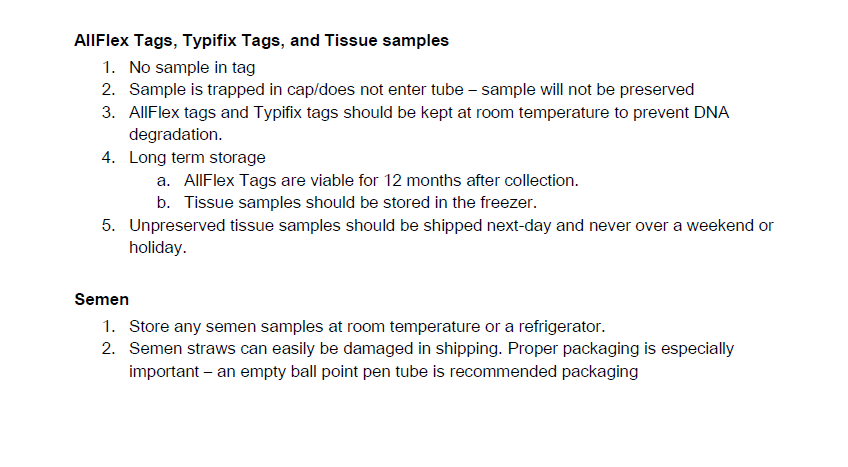 AllFlex Tags, Typifix Tags, and Tissue samples
1. No sample in tag
2. Sample is trapped in cap/does not enter tube – sample will not be preserved
3. AllFlex tags and Typifix tags should be kept at room temperature to prevent DNA
degradation.
4. Long term storage
a. AllFlex Tags are viable for 12 months after collection.
b. Tissue samples should be stored in the freezer.
5. Unpreserved tissue samples should be shipped next-day and never over a weekend or
holiday.
Semen
1. Store any semen samples at room temperature or a refrigerator.
2. Semen straws can easily be damaged in shipping. Proper packaging is especially
important – an empty ball point pen tube is recommended packaging